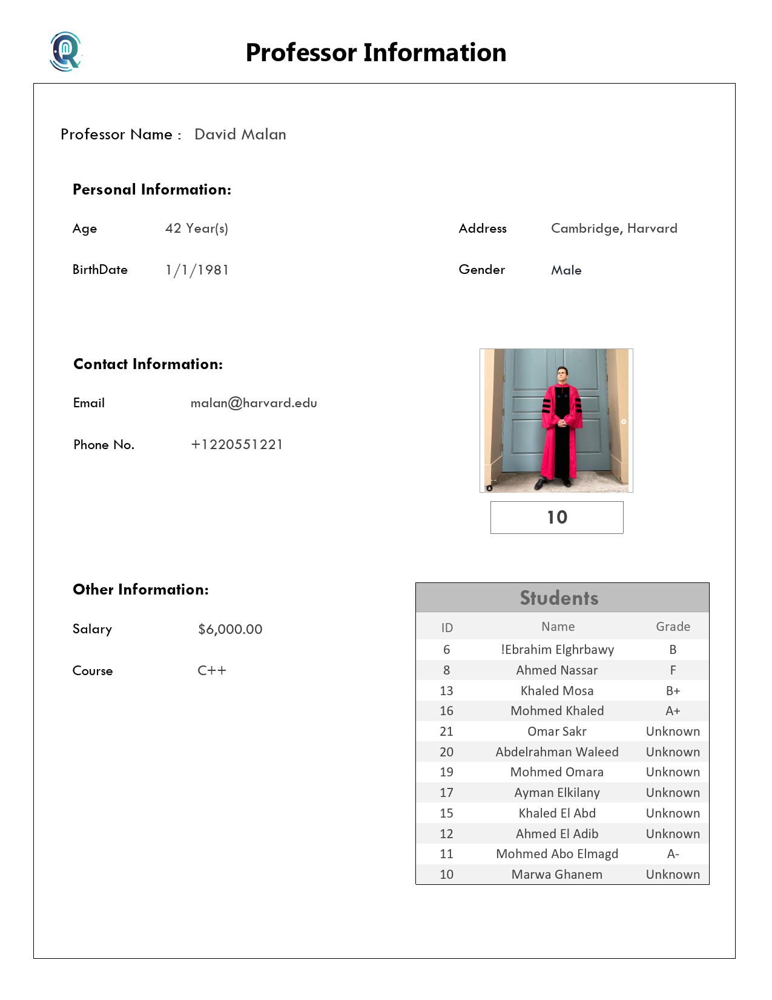 Professor Information
Professor Name : David Malan
Personal Information:
Age 42 Year(s) Address Cambridge, Harvard
BirthDate 1/1/1981 Gender Male
Contact Information:
Email malan@harvard.edu
Phone No. +1220551221
10
Other Information:
Salary $6,000.00
Course C++
Students
ID Name Grade
6 !Ebrahim Elghrbawy B
8 Ahmed Nassar F
13 Khaled Mosa B+
16 Mohmed Khaled A+
21 Omar Sakr Unknown
20 Abdelrahman Waleed Unknown
19 Mohmed Omara Unknown
17 Ayman Elkilany Unknown
15 Khaled El Abd Unknown
12 Ahmed El Adib Unknown
11 Mohmed Abo Elmagd A-
10 Marwa Ghanem Unknown